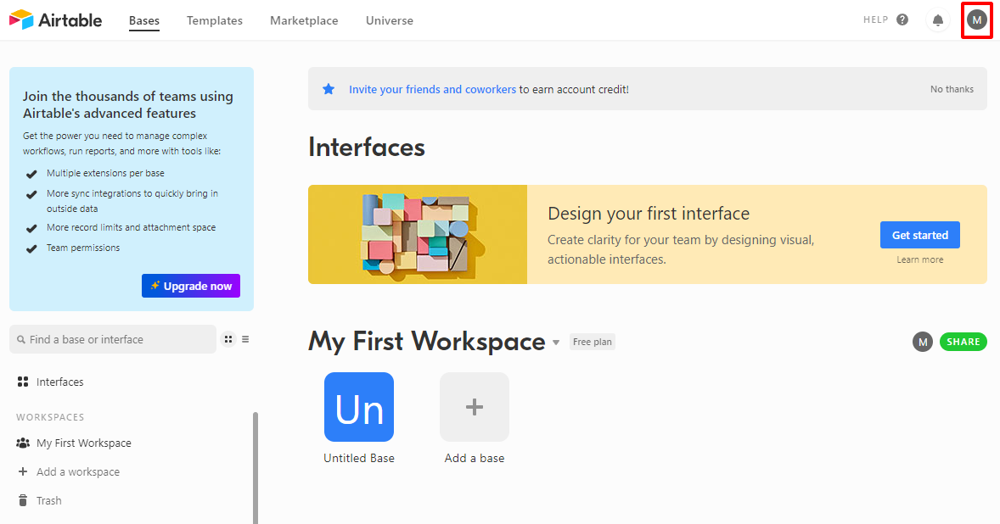 Airtable
Bases
Templates
Marketplace
Universe
HELP
M
Join the thousands of teams using
Airtable's advanced features
Get the power you need to manage complex
workflows, run reports, and more with tools like:
Multiple extensions per base
More sync integrations to quickly bring in
outside data
More record limits and attachment space
Team permissions
Upgrade now
Find a base or interface
Interfaces
WORKSPACES
My First Workspace
Add a workspace
Trash
Invite your friends and coworkers to earn account credit!
No thanks
Interfaces
Design your first interface
Create clarity for your team by designing visual,
actionable interfaces.
Get started
Learn more
My First Workspace
Free plan
M
SHARE
Un
Untitled Base
Add a base